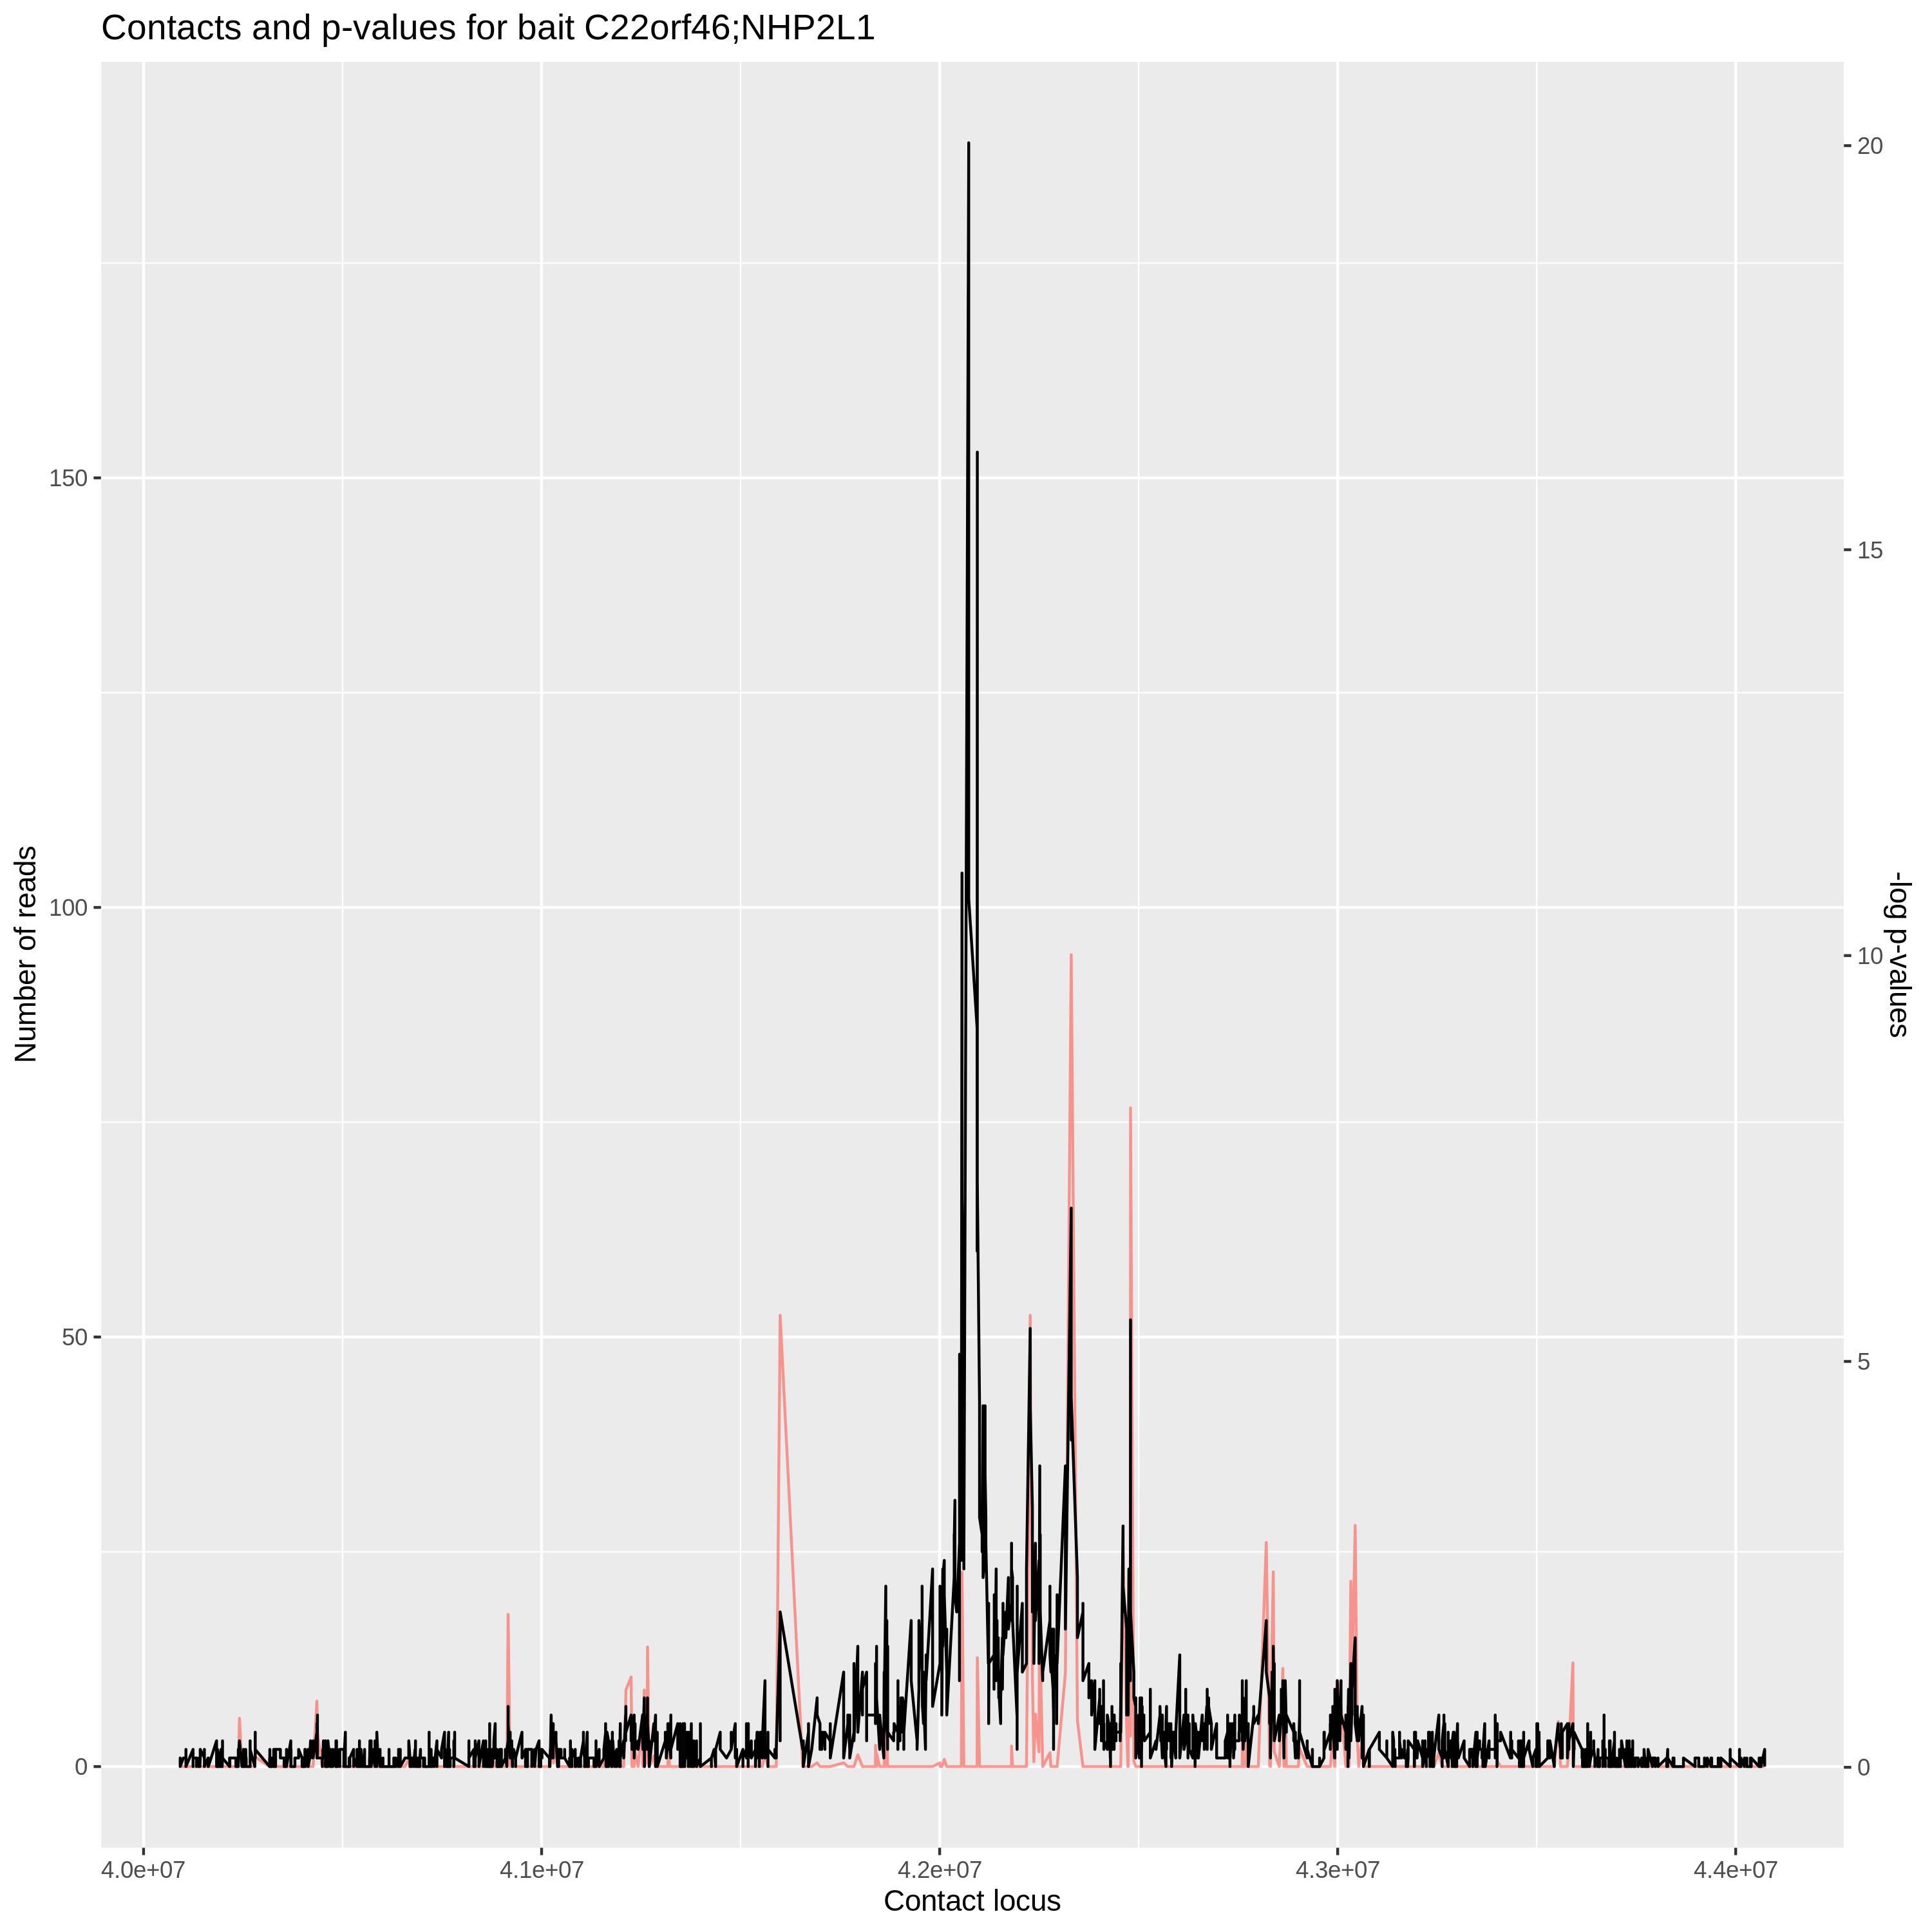 Contacts and p-values for bait C22orf46;NHP2L1
Number of reads
150
100
50
0
20
15
10
5
0
-log p-values
4.0e+07 4.1e+07 4.2e+07 4.3e+07 4.4e+07
Contact locus